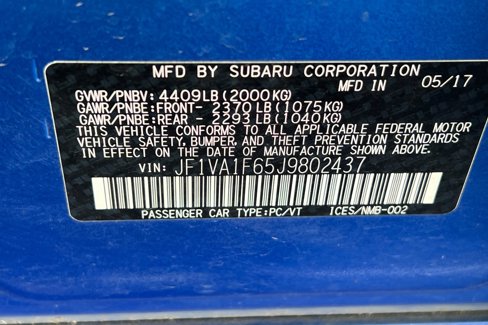 MFD BY SUBARU CORPORATION
MFD IN 05/17
GVWR/PNBV: 4409LB (2000KG)
GAWR/PNBE:FRONT- 2370LB (1075KG)
GAWR/PNBE:REAR - 2293LB (1040KG)
THIS VEHICLE CONFORMS TO ALL APPLICABLE FEDERAL MOTOR
VEHICLE SAFETY, BUMPER, AND THEFT PREVENTION STANDARDS
IN EFFECT ON THE DATE OF MANUFACTURE SHOWN ABOVE.
VIN: JF1VA1F65J9802437
PASSENGER CAR TYPE:PC/VT ICES/NMB-002